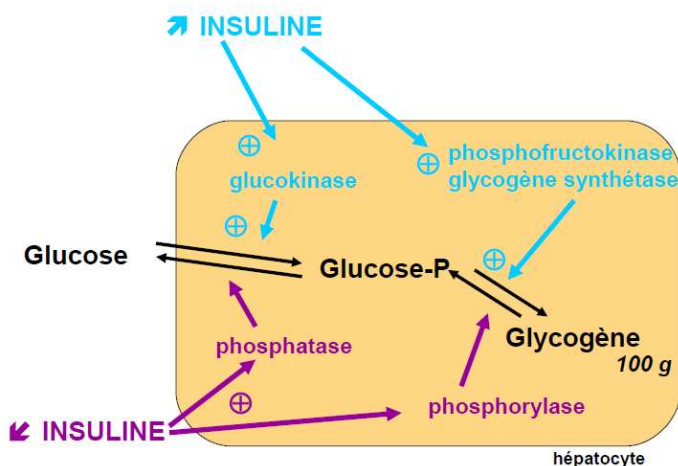 INSULINE
phosphofructokinase
glycogène synthétase
glucokinase
Glucose
Glucose-P
Glycogène
100 g
phosphatase
phosphorylase
INSULINE
hépatocyte